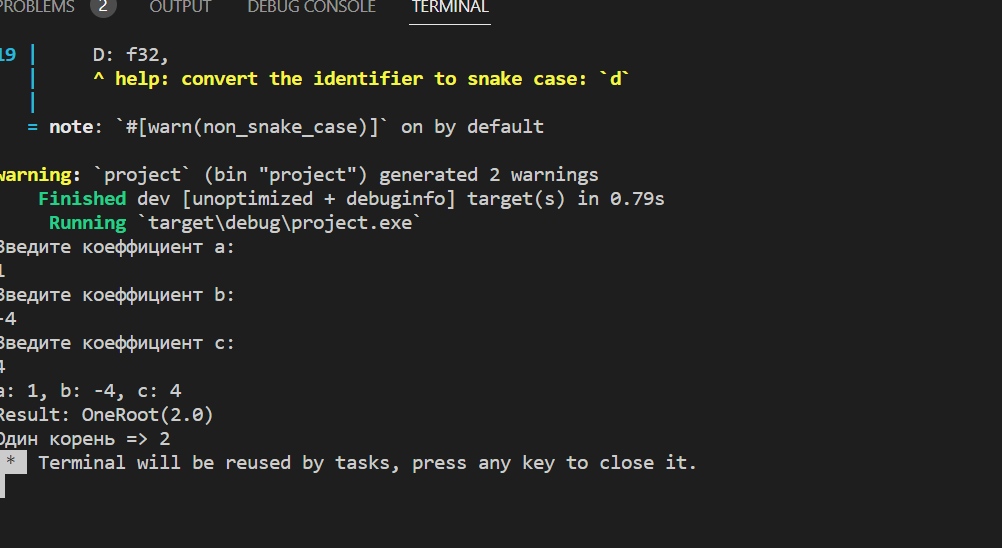 PROBLEMS 2 OUTPUT DEBUG CONSOLE TERMINAL
19 | D: f32,
| ^ help: convert the identifier to snake case: `d`
|
= note: `#[warn(non_snake_case)]` on by default
warning: `project` (bin "project") generated 2 warnings
Finished dev [unoptimized + debuginfo] target(s) in 0.79s
Running `target\debug\project.exe`
Введите коеффициент a:
1
Введите коеффициент b:
-4
Введите коеффициент c:
4
a: 1, b: -4, c: 4
Result: OneRoot(2.0)
Один корень => 2
* Terminal will be reused by tasks, press any key to close it.